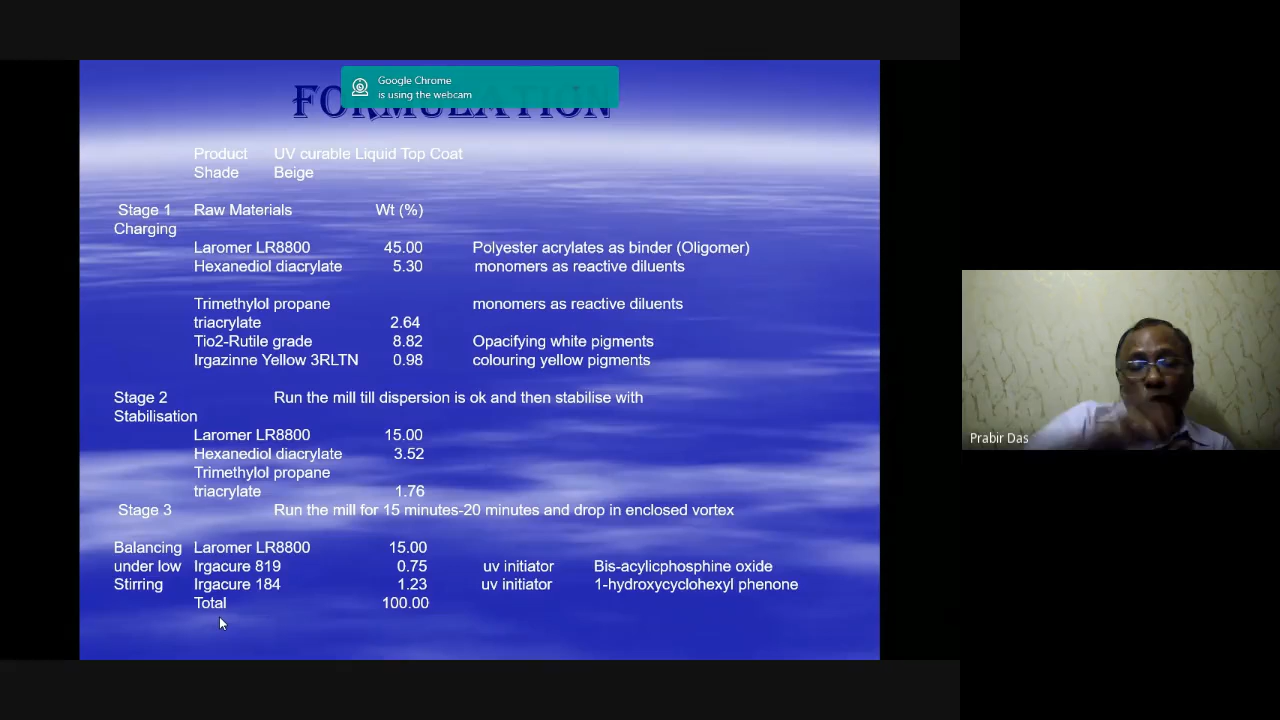 Google Chrome
is using the webcam
FORMULATION
Product UV curable Liquid Top Coat
Shade Beige
Stage 1 Raw Materials Wt (%)
Charging
Laromer LR8800 45.00 Polyester acrylates as binder (Oligomer)
Hexanediol diacrylate 5.30 monomers as reactive diluents
Trimethylol propane monomers as reactive diluents
triacrylate 2.64
Tio2-Rutile grade 8.82 Opacifying white pigments
Irgazinne Yellow 3RLTN 0.98 colouring yellow pigments
Stage 2 Run the mill till dispersion is ok and then stabilise with
Stabilisation
Laromer LR8800 15.00
Hexanediol diacrylate 3.52
Trimethylol propane
triacrylate 1.76
Stage 3 Run the mill for 15 minutes-20 minutes and drop in enclosed vortex
Balancing Laromer LR8800 15.00
under low Irgacure 819 0.75 uv initiator Bis-acylicphosphine oxide
Stirring Irgacure 184 1.23 uv initiator 1-hydroxycyclohexyl phenone
Total 100.00
Prabir Das